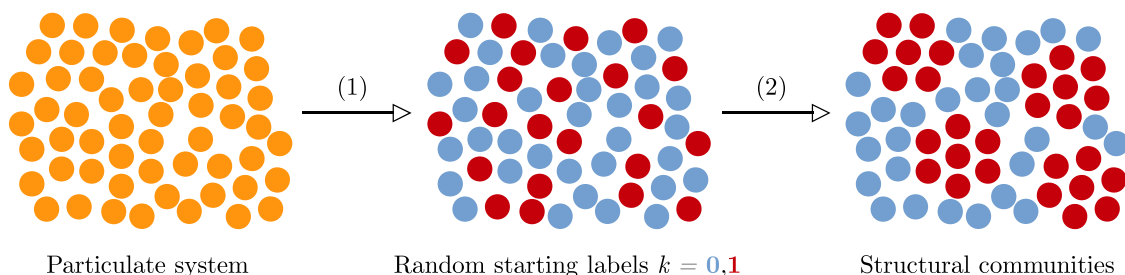 (1)
(2)
Particulate system
Random starting labels k = 0,1
Structural communities